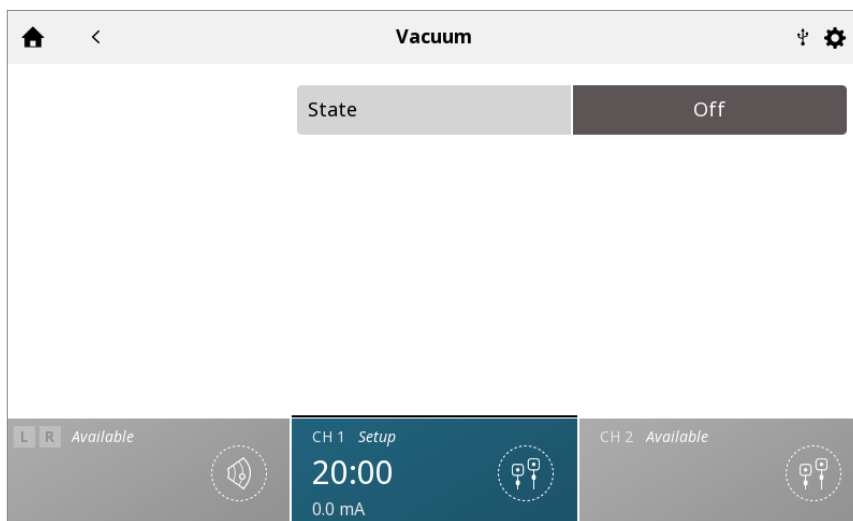 Vacuum
State Off
L R Available
CH 1 Setup
20:00
0.0 mA
CH 2 Available